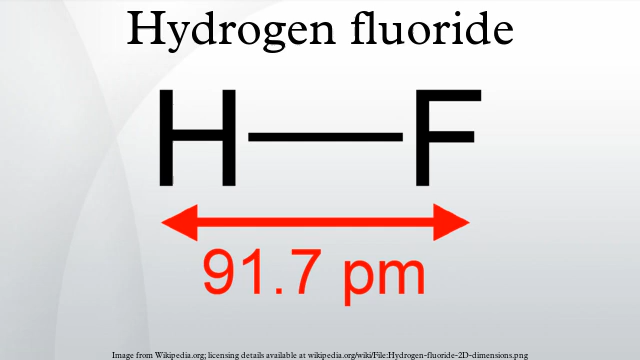 Hydrogen fluoride
H—F
91.7 pm
Image from Wikipedia.org; licensing details available at wikipedia.org/wiki/File:Hydrogen-fluoride-2D-dimensions.png